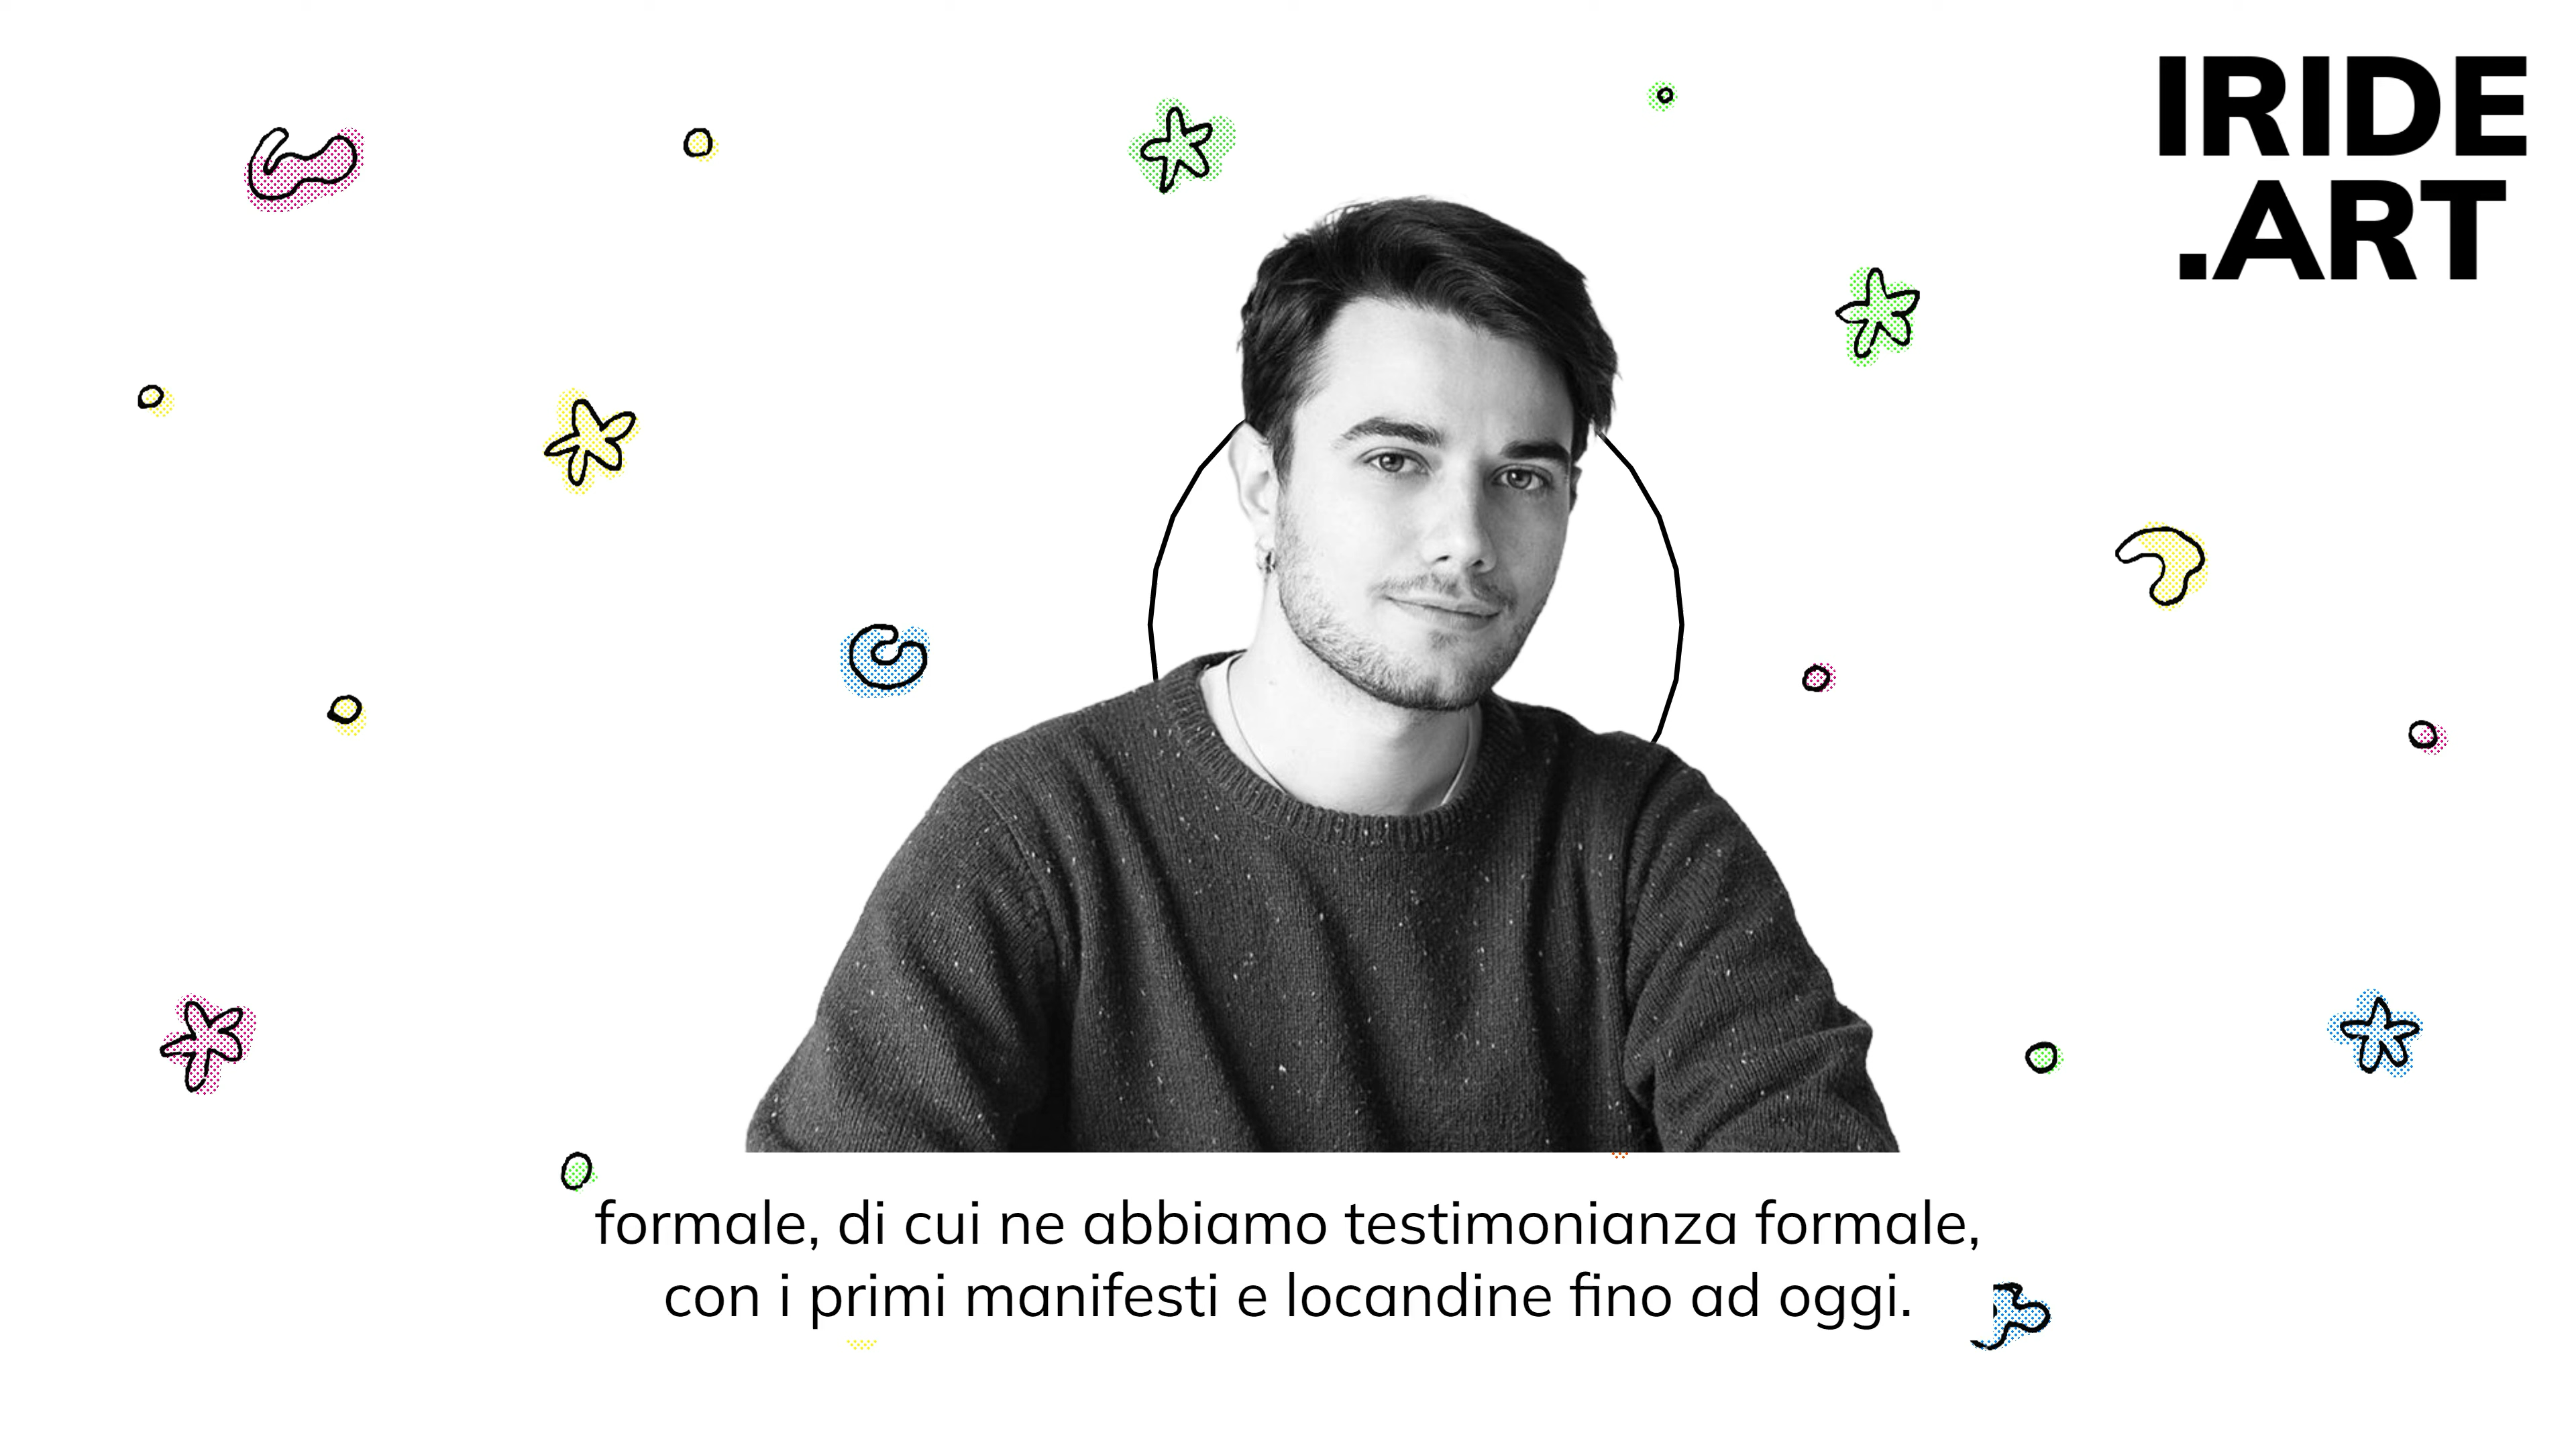 IRIDE
.ART
formale, di cui ne abbiamo testimonianza formale,
con i primi manifesti e locandine fino ad oggi.